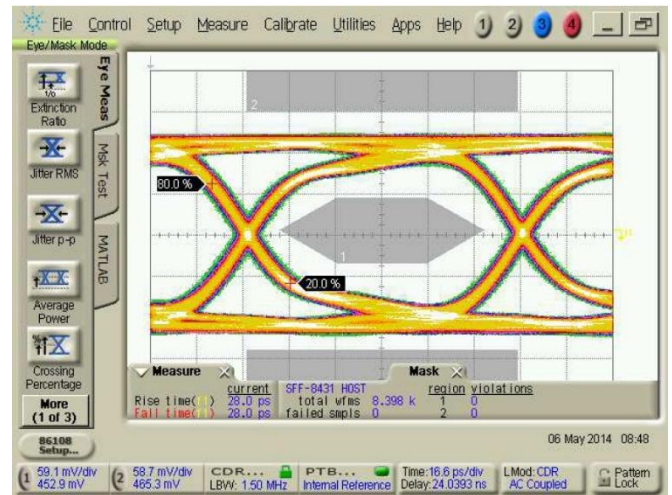 File Control Setup Measure Calibrate Utilities Apps Help 1 2 3 4
Eye/Mask Mode
Eye Meas
Msk Test
MATLAB
Extinction
Ratio
Jitter RMS
Jitter p-p
Average
Power
Crossing
Percentage
More
(1 of 3)
2
80.0 %
1
20.0 %
Measure
Mask
current
Rise time( 28.0 ps
Fall time( 28.0 ps
SFF-8431 HOST
total wfms 8.398 k
failed smpls 0
region violations
1 0
2 0
86108
Setup...
06 May 2014 08:48
1 59.1 mV/div
452.9 mV
2 58.7 mV/div
465.3 mV
CDR...
LBW: 1.50 MHz
PTB...
Internal Reference
Time:16.6 ps/div
Delay:24.0393 ns
LMod: CDR
AC Coupled
Pattern
Lock